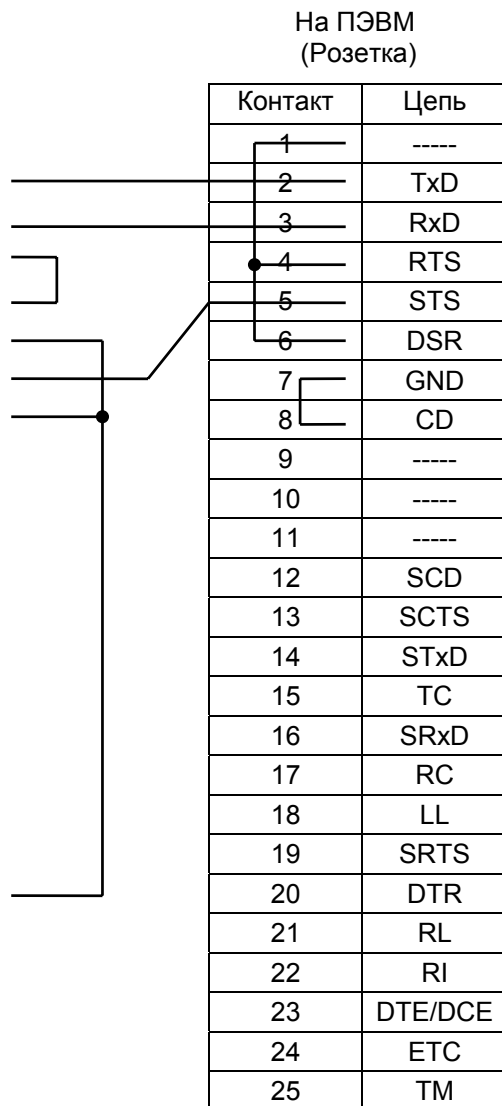 На ПЭВМ
(Розетка)
Контакт Цепь
1 -----
2 TxD
3 RxD
4 RTS
5 STS
6 DSR
7 GND
8 CD
9 -----
10 -----
11 -----
12 SCD
13 SCTS
14 STxD
15 TC
16 SRxD
17 RC
18 LL
19 SRTS
20 DTR
21 RL
22 RI
23 DTE/DCE
24 ETC
25 TM